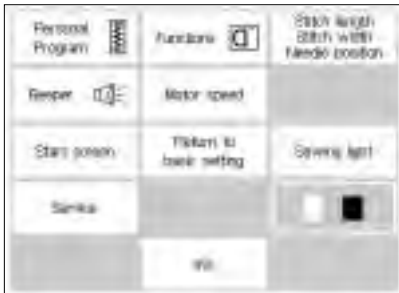 Personal
Program
Functions
Stitch length
Stitch width
Needle position
Beeper
Motor speed
Start screen
Return to
basic setting
Sewing light
Service